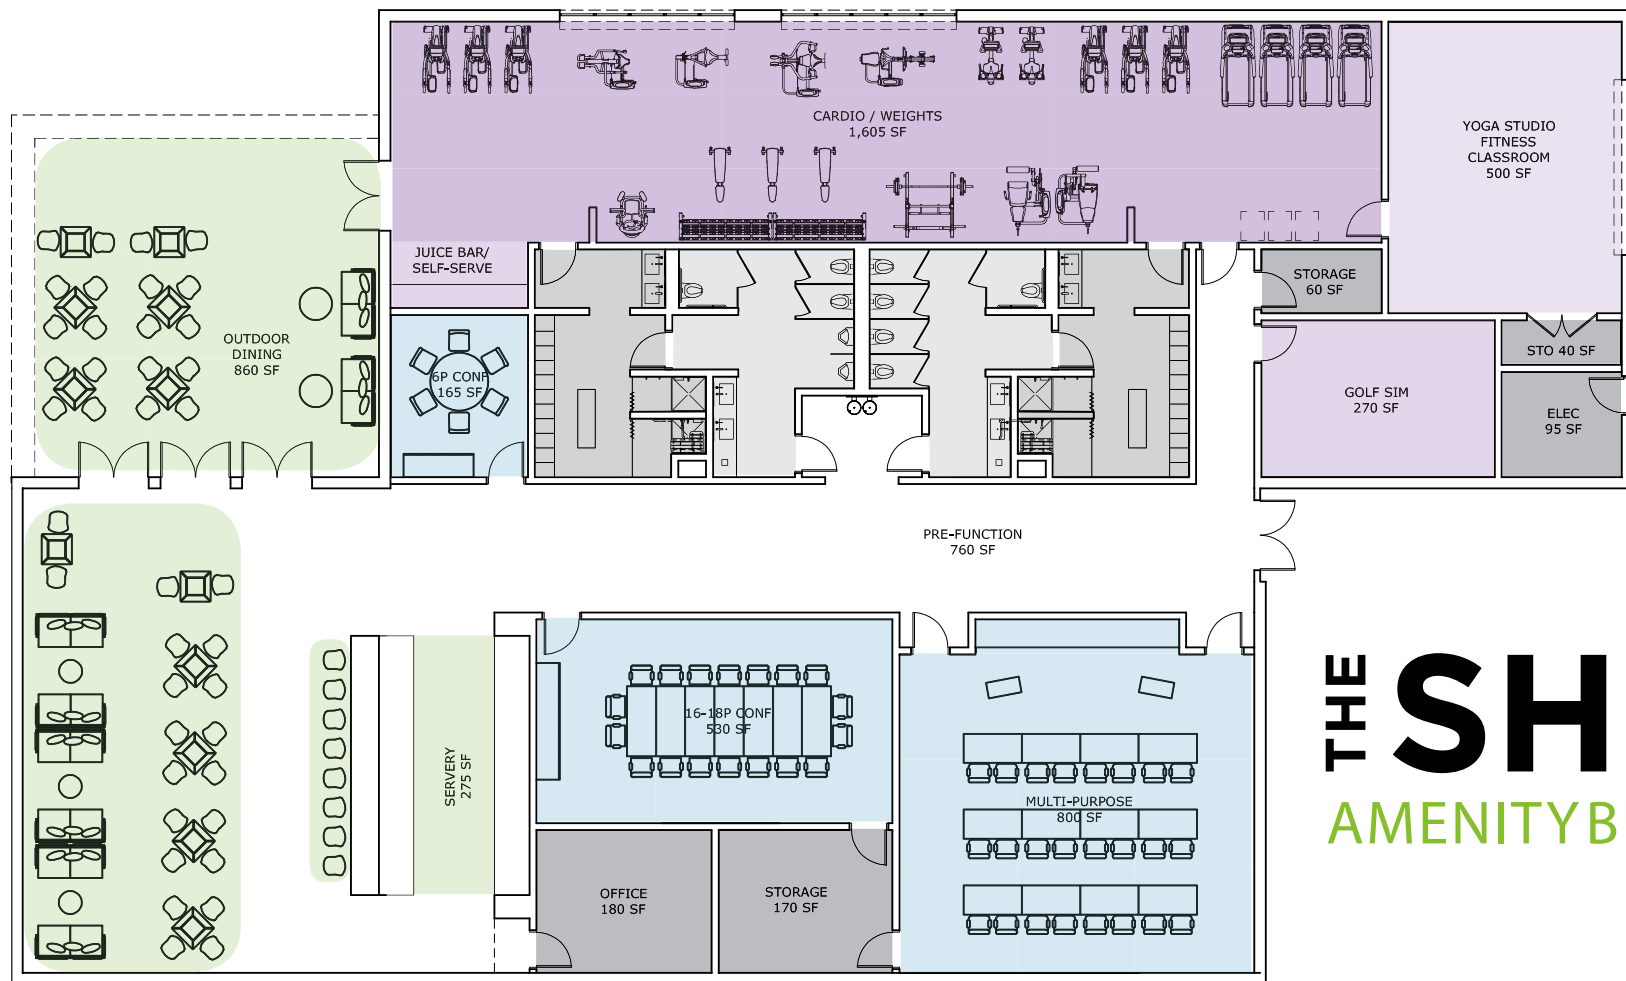 CARDIO / WEIGHTS
1,605 SF
YOGA STUDIO
FITNESS
CLASSROOM
500 SF
JUICE BAR/
SELF-SERVE
STORAGE
60 SF
OUTDOOR
DINING
860 SF
6P CONF
165 SF
STO 40 SF
GOLF SIM
270 SF
ELEC
95 SF
PRE-FUNCTION
760 SF
16-18P CONF
530 SF
SERVERY
275 SF
MULTI-PURPOSE
800 SF
OFFICE
180 SF
STORAGE
170 SF
THE SH
AMENITY B